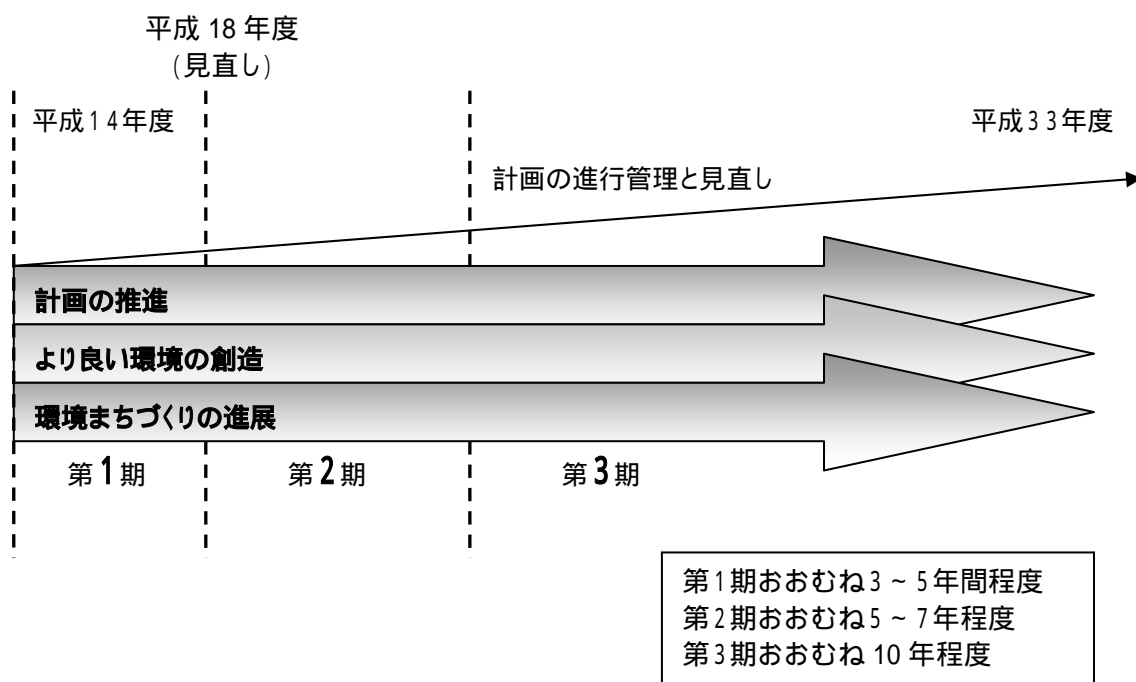 平成 18 年度
(見直し)
平成14年度
平成33年度
計画の進行管理と見直し
計画の推進
より良い環境の創造
環境まちづくりの進展
第1期
第2期
第3期
第1期おおむね3～5年間程度
第2期おおむね5～7年程度
第3期おおむね 10 年程度